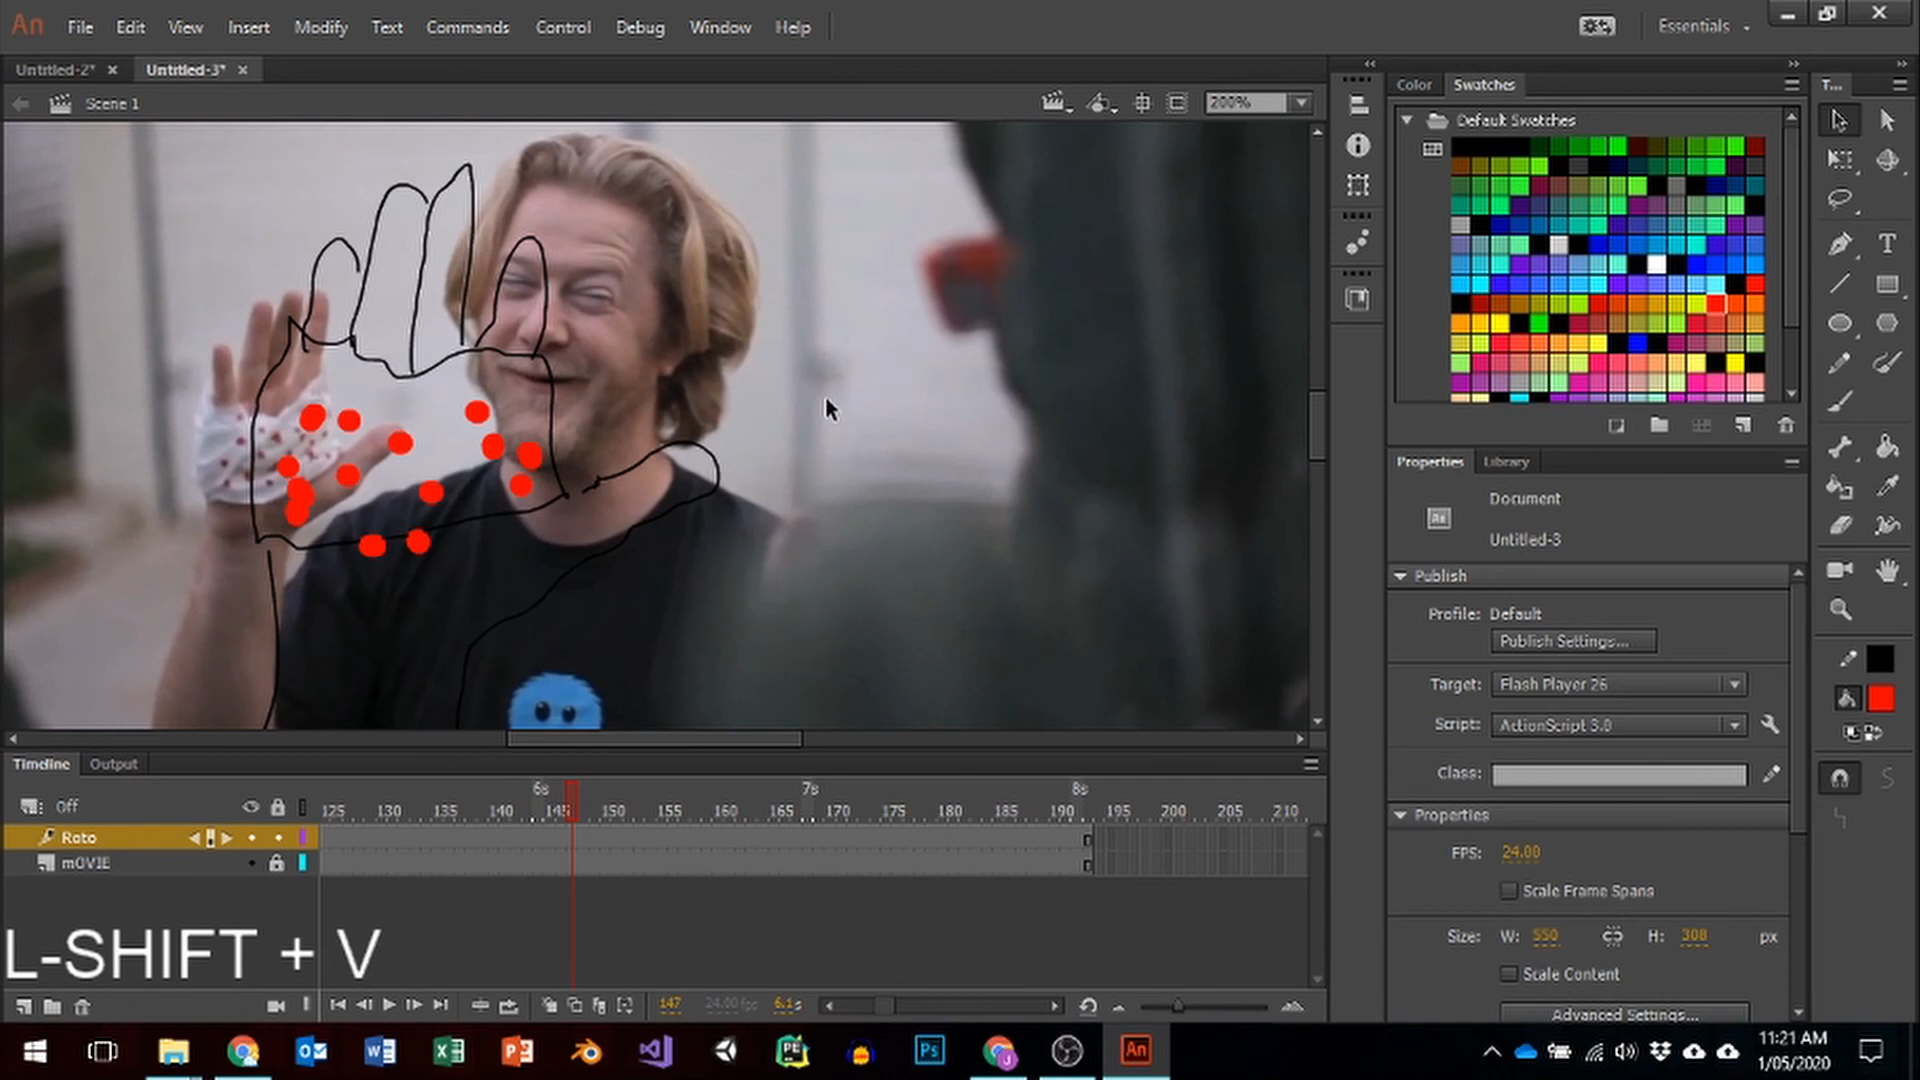 An File Edit View Insert Modify Text Commands Control Debug Window Help Essentials
Untitled-2* × Untitled-3* ×
Scene 1 200%
Color Swatches
Default Swatches
Properties Library
Document
Untitled-3
Publish
Profile: Default
Publish Settings...
Target: Flash Player 26
Script: ActionScript 3.0
Class:
Properties
FPS: 24.00
Scale Frame Spans
Size: W: 550 H: 308 px
Scale Content
Advanced Settings...
T...
Timeline Output
6s 7s 8s
Off 125 130 135 140 145 150 155 160 165 170 175 180 185 190 195 200 205 210
Roto
mOVIE
L-SHIFT + V
147 24.00 fps 6.1s
11:21 AM
1/05/2020